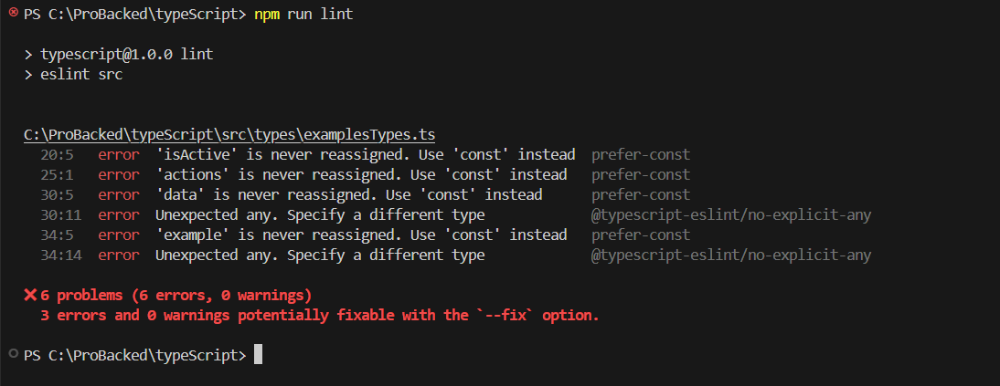 PS C:\ProBacked\typeScript> npm run lint
> typescript@1.0.0 lint
> eslint src
C:\ProBacked\typeScript\src\types\examplesTypes.ts
20:5 error 'isActive' is never reassigned. Use 'const' instead prefer-const
25:1 error 'actions' is never reassigned. Use 'const' instead prefer-const
30:5 error 'data' is never reassigned. Use 'const' instead prefer-const
30:11 error Unexpected any. Specify a different type @typescript-eslint/no-explicit-any
34:5 error 'example' is never reassigned. Use 'const' instead prefer-const
34:14 error Unexpected any. Specify a different type @typescript-eslint/no-explicit-any
✖ 6 problems (6 errors, 0 warnings)
3 errors and 0 warnings potentially fixable with the `--fix` option.
PS C:\ProBacked\typeScript>